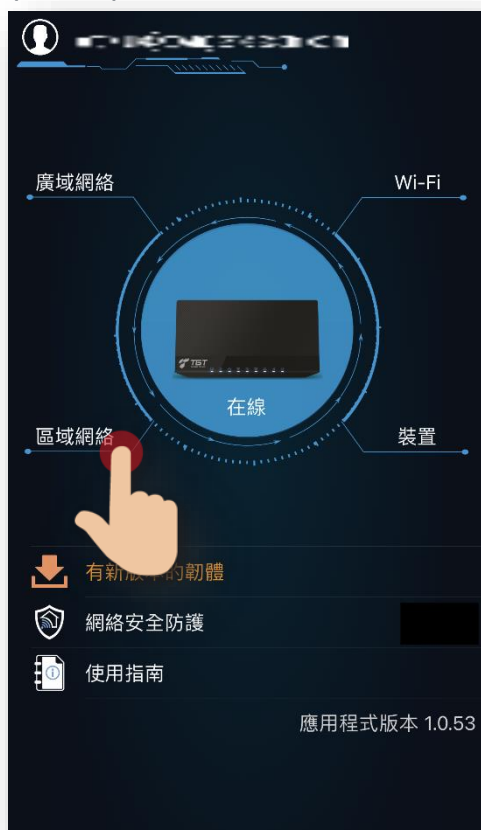 廣域網絡
Wi-Fi
TGT
在線
區域網絡
裝置
有新版本的韌體
網絡安全防護
使用指南
應用程式版本 1.0.53